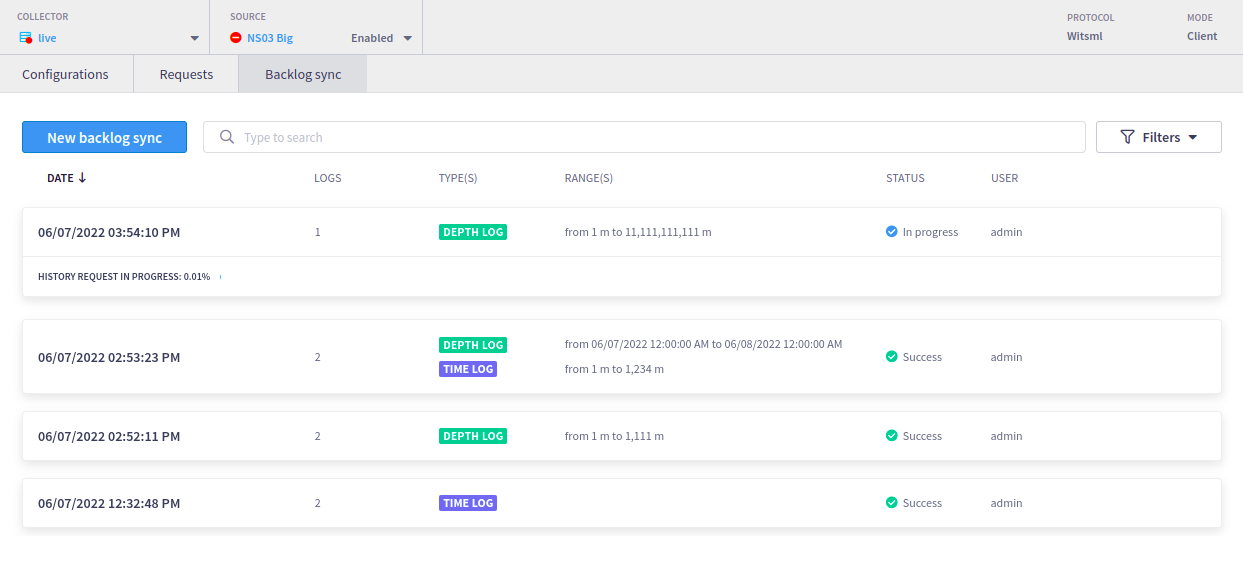 COLLECTOR SOURCE PROTOCOL MODE
live NS03 Big Enabled Witsml Client
Configurations Requests Backlog sync
New backlog sync Type to search Filters
DATE LOGS TYPE(S) RANGE(S) STATUS USER
06/07/2022 03:54:10 PM 1 DEPTH LOG from 1 m to 11,111,111,111 m In progress admin
HISTORY REQUEST IN PROGRESS: 0.01%
DEPTH LOG from 06/07/2022 12:00:00 AM to 06/08/2022 12:00:00 AM
06/07/2022 02:53:23 PM 2 Success admin
TIME LOG from 1 m to 1,234 m
06/07/2022 02:52:11 PM 2 DEPTH LOG from 1 m to 1,111 m Success admin
06/07/2022 12:32:48 PM 2 TIME LOG Success admin